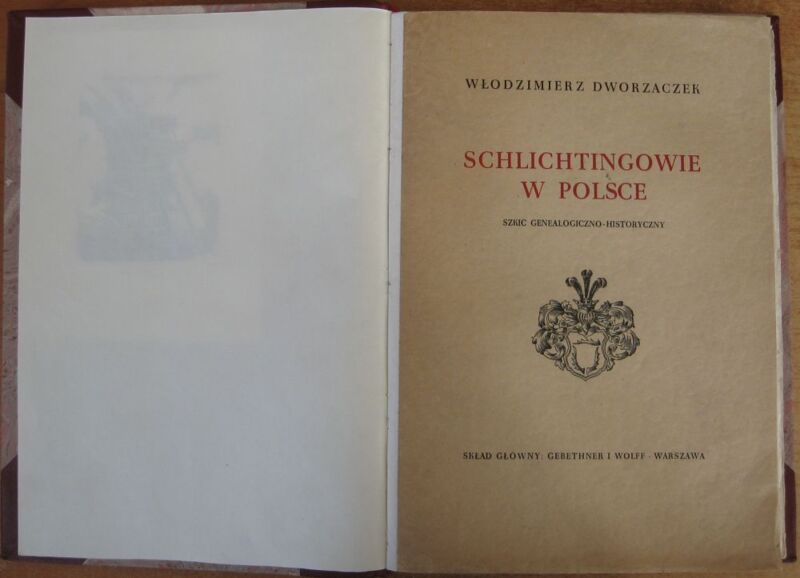 WŁODZIMIERZ DWORZACZEK
SCHLICHTINGOWIE
W POLSCE
SZKIC GENEALOGICZNO-HISTORYCZNY
SKŁAD GŁÓWNY: GEBETHNER I WOLFF - WARSZAWA